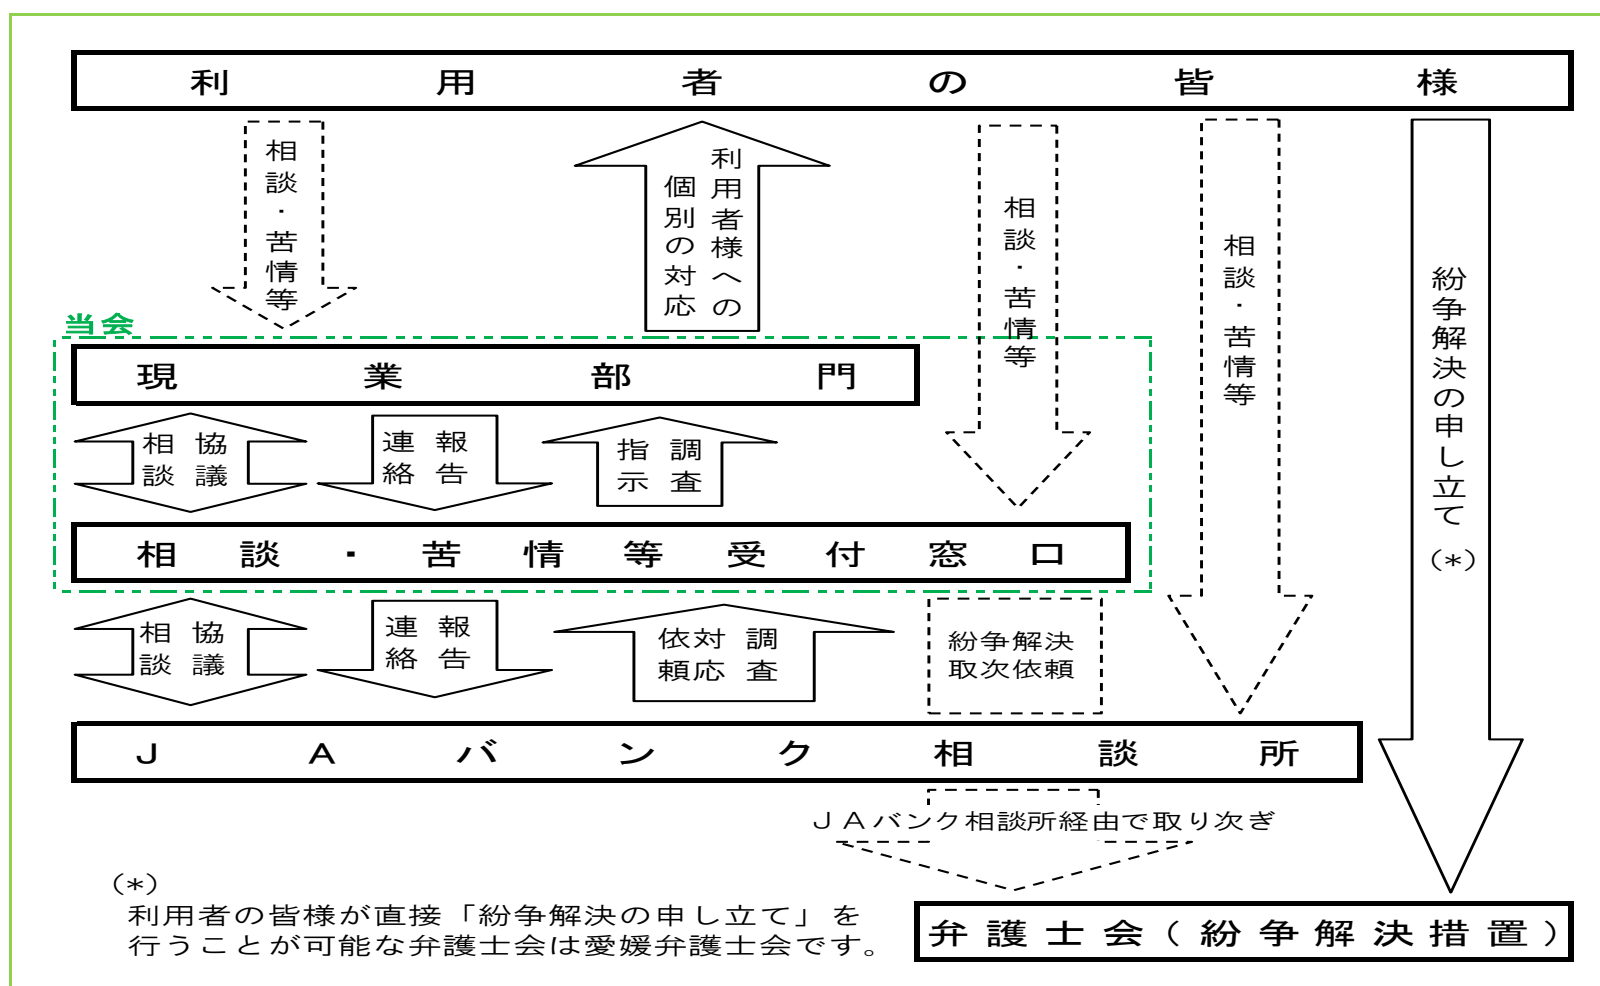 利用者の皆様
相談・苦情等
利用者様への
個別の対応
相談・苦情等
相談・苦情等
紛争解決の申し立て（*）
当会
現業部門
相談
協議
連絡
報告
指示
調査
相談・苦情等受付窓口
相談
協議
連絡
報告
依頼
対応
調査
紛争解決
取次依頼
ＪＡバンク相談所
ＪＡバンク相談所経由で取り次ぎ
（*）
利用者の皆様が直接「紛争解決の申し立て」を
行うことが可能な弁護士会は愛媛弁護士会です。
弁護士会（紛争解決措置）